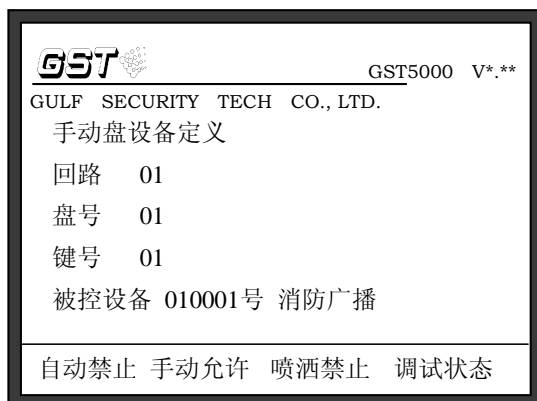 GST
GST5000 V*.**
GULF SECURITY TECH CO., LTD.
手动盘设备定义
回路 01
盘号 01
键号 01
被控设备 010001号 消防广播
自动禁止 手动允许 喷洒禁止 调试状态